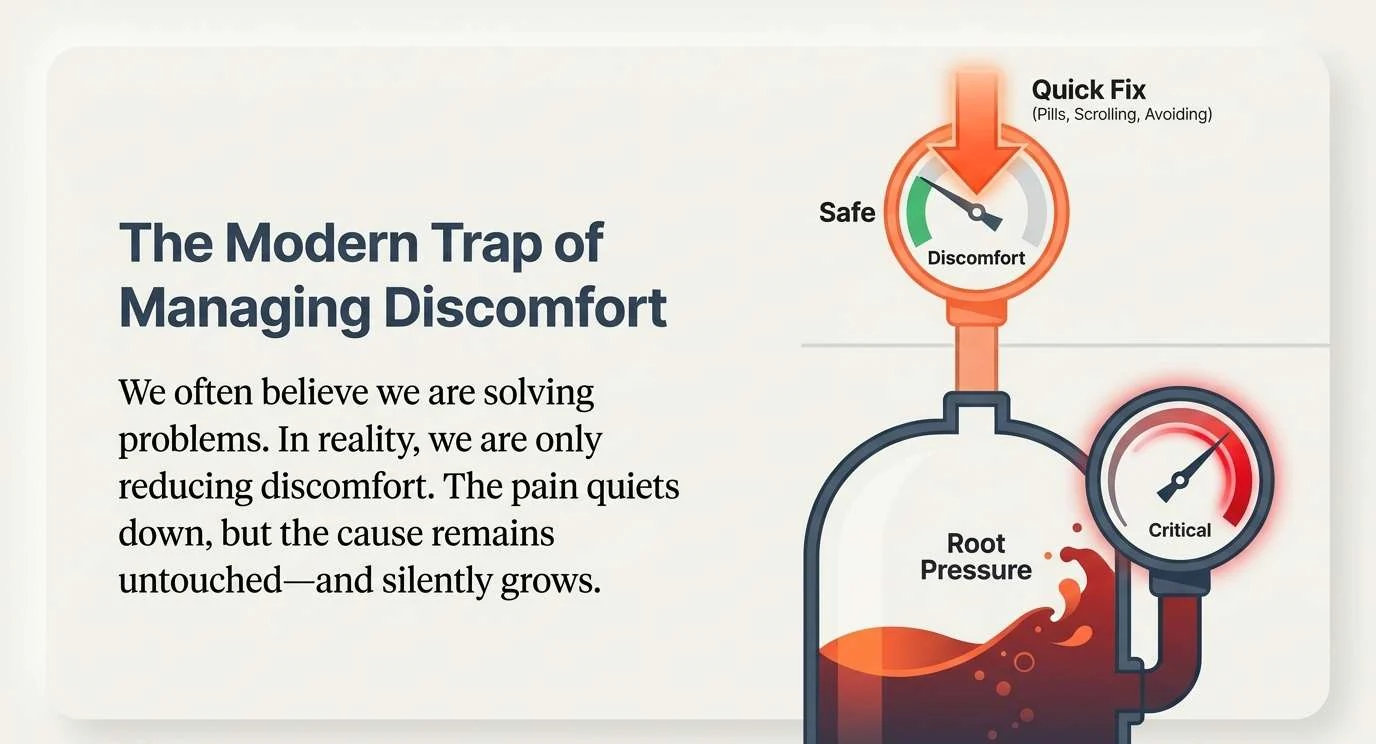 The Modern Trap of
Managing Discomfort
We often believe we are solving
problems. In reality, we are only
reducing discomfort. The pain quiets
down, but the cause remains
untouched—and silently grows.
Quick Fix
(Pills, Scrolling, Avoiding)
Safe
Discomfort
Root
Pressure
Critical